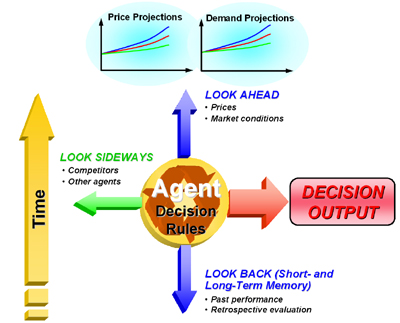 Price Projections
Demand Projections
LOOK AHEAD
• Prices
• Market conditions
LOOK SIDEWAYS
• Competitors
• Other agents
Time
Agent
Decision
Rules
DECISION
OUTPUT
LOOK BACK (Short- and
Long-Term Memory)
• Past performance
• Retrospective evaluation